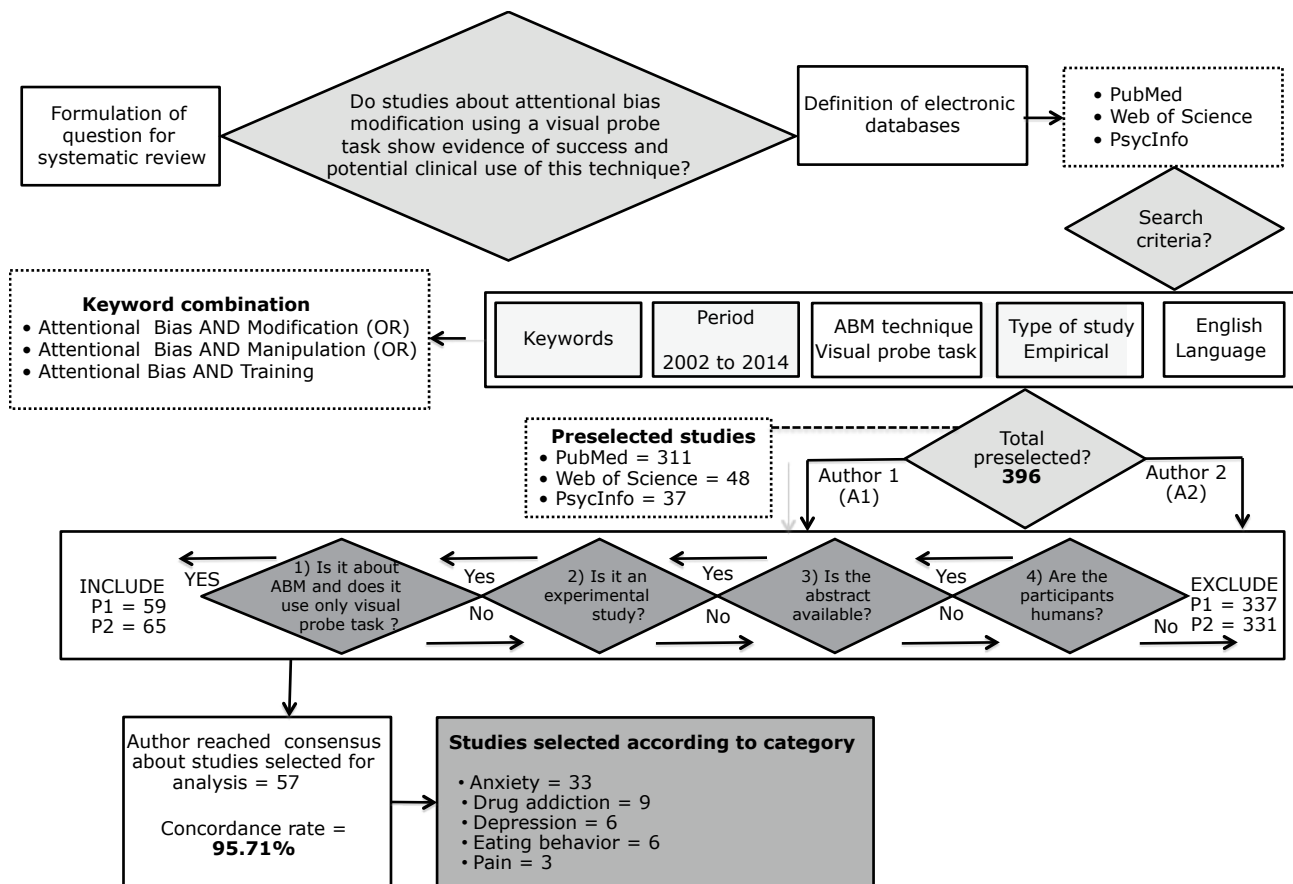 Formulation of
question for
systematic review
Do studies about attentional bias
modification using a visual probe
task show evidence of success and
potential clinical use of this technique?
Definition of electronic
databases
• PubMed
• Web of Science
• PsycInfo
Search
criteria?
Keyword combination
• Attentional Bias AND Modification (OR)
• Attentional Bias AND Manipulation (OR)
• Attentional Bias AND Training
Keywords
Period
2002 to 2014
ABM technique
Visual probe task
Type of study
Empirical
English
Language
Preselected studies
• PubMed = 311
• Web of Science = 48
• PsycInfo = 37
Total
preselected?
396
Author 1
(A1)
Author 2
(A2)
INCLUDE
P1 = 59
P2 = 65
YES
1) Is it about
ABM and does it
use only visual
probe task ?
Yes
No
2) Is it an
experimental
study?
Yes
No
3) Is the
abstract
available?
Yes
No
4) Are the
participants
humans?
No
EXCLUDE
P1 = 337
P2 = 331
Author reached consensus
about studies selected for
analysis = 57
Concordance rate =
95.71%
Studies selected according to category
• Anxiety = 33
• Drug addiction = 9
• Depression = 6
• Eating behavior = 6
• Pain = 3